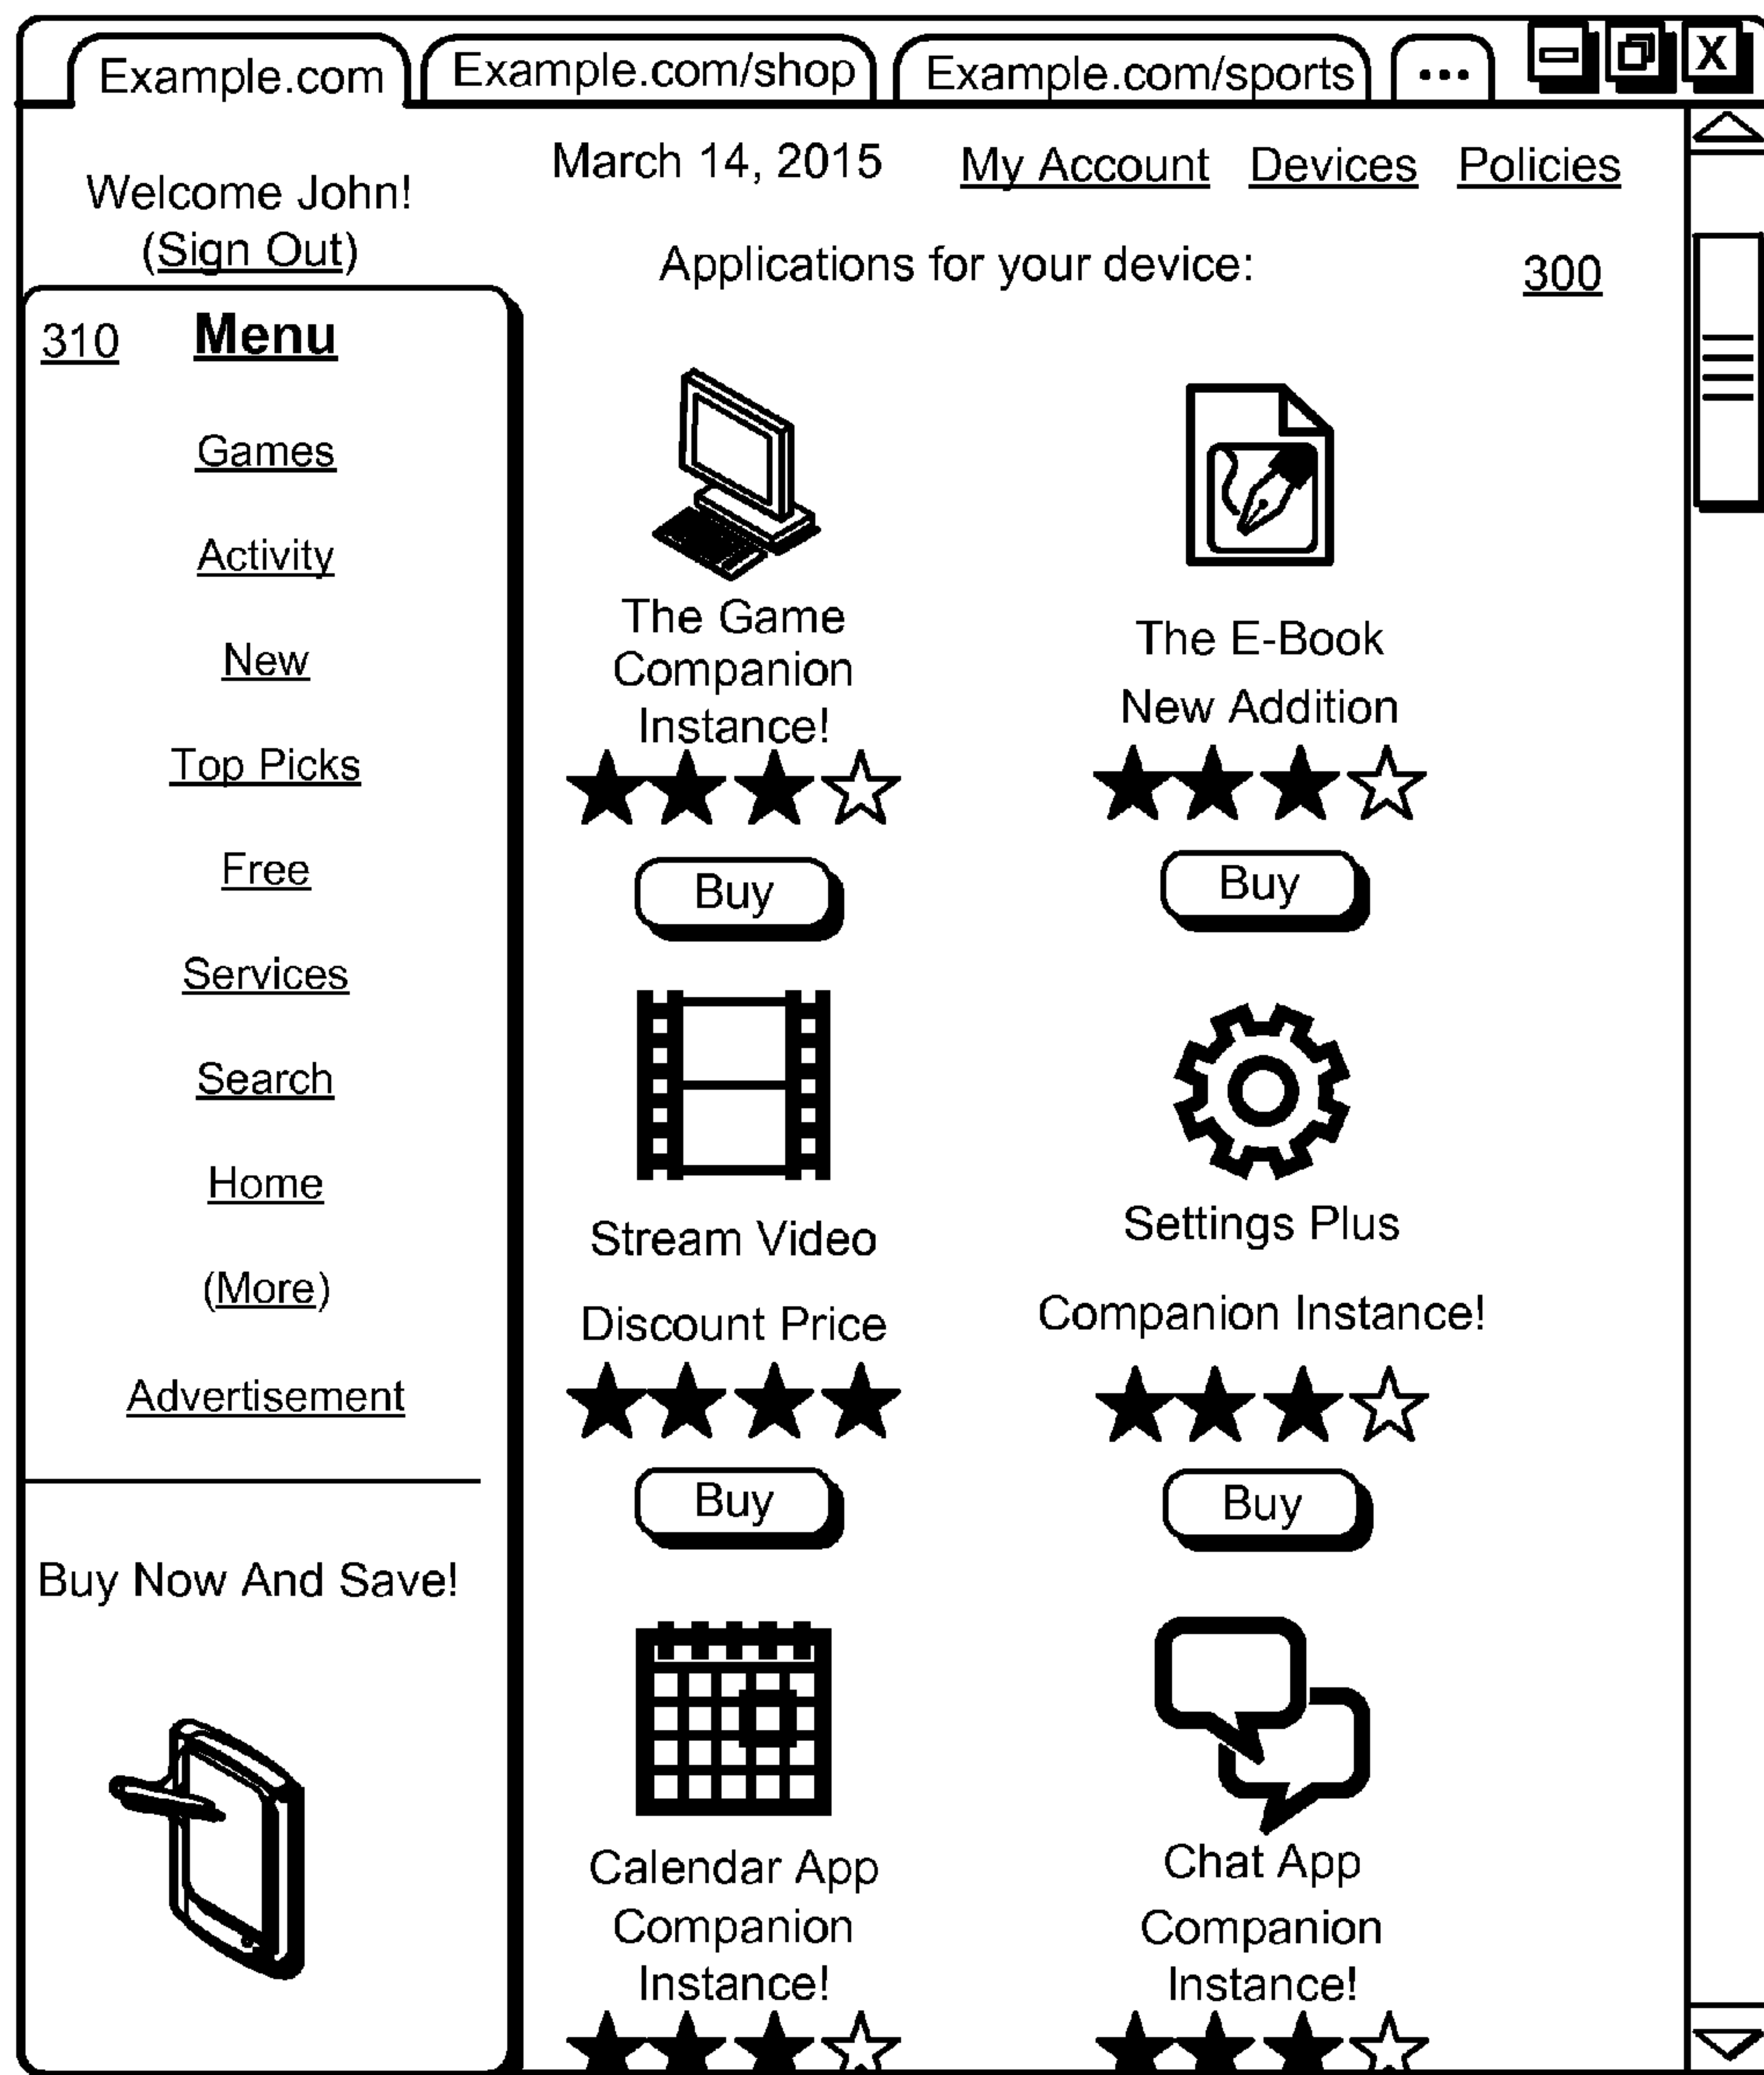 Example.com
Example.com/shop
Example.com/sports
...
X
Welcome John!
(Sign Out)
March 14, 2015
My Account
Devices
Policies
Applications for your device:
300
310
Menu
Games
Activity
New
Top Picks
Free
Services
Search
Home
(More)
Advertisement
Buy Now And Save!
The Game
Companion
Instance!
Buy
The E-Book
New Addition
Buy
Stream Video
Discount Price
Buy
Settings Plus
Companion Instance!
Buy
Calendar App
Companion
Instance!
Chat App
Companion
Instance!